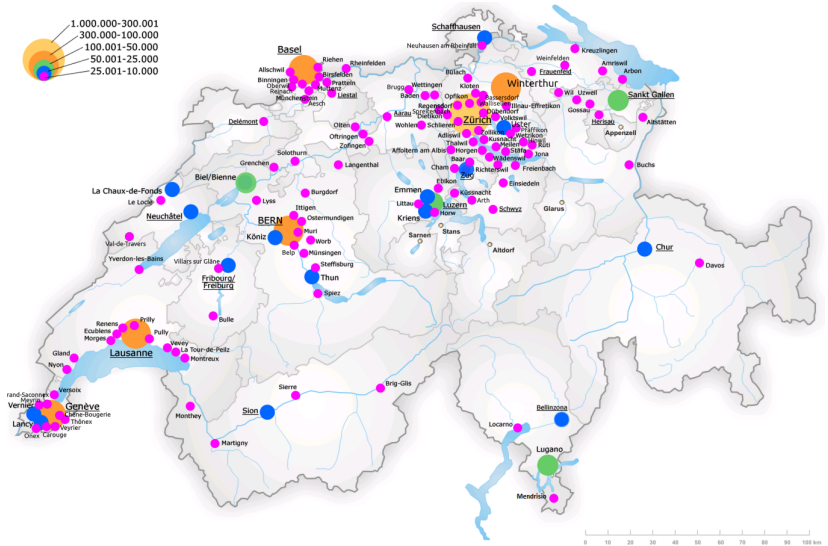 1.000.000-300.001
300.000-100.001
100.001-50.000
50.001-25.000
25.001-10.000
Schaffhausen
Neuhausen am Rheinfall
Kreuzlingen
Basel
Riehen
Rheinfelden
Allschwil
Birsfelden
Binningen
Pratteln
Oberwil
Muttenz
Reinach
Liestal
Münchenstein
Aesch
Weinfelden
Amriswil
Frauenfeld
Arbon
Bülach
Winterthur
Kloten
Brugg
Wettingen
Baden
Opfikon
Bassersdorf
Wil
Uzwil
Sankt Gallen
Regensdorf
Wallisellen
Illnau-Effretikon
Gossau
Spreitenbach
Dübendorf
Herisau
Altstätten
Aarau
Dietikon
Zürich
Volketswil
Uster
Appenzell
Delémont
Olten
Wohlen
Schlieren
Pfäffikon
Oftringen
Adliswil
Zollikon
Wetzikon
Zofingen
Thalwil
Küsnacht
Meilen
Rüti
Affoltern am Albis
Horgen
Stäfa
Jona
Solothurn
Baar
Wädenswil
Grenchen
Langenthal
Cham
Zug
Richterswil
Freienbach
Buchs
Biel/Bienne
Ebikon
Einsiedeln
La Chaux-de-Fonds
Emmen
Küssnacht
Burgdorf
Le Locle
Lyss
Littau
Luzern
Arth
Glarus
Neuchâtel
Ittigen
Kriens
Horw
Schwyz
BERN
Ostermundigen
Stans
Val-de-Travers
Köniz
Muri
Sarnen
Altdorf
Worb
Chur
Belp
Münsingen
Yverdon-les-Bains
Villars sur Glâne
Steffisburg
Davos
Fribourg/
Freiburg
Thun
Spiez
Bulle
Renens
Prilly
Ecublens
Pully
Morges
Vevey
Lausanne
La Tour-de-Peilz
Gland
Montreux
Nyon
Brig-Glis
Versoix
Sierre
rand-Saconnex
Meyrin
Vernier
Genève
Monthey
Sion
Bellinzona
Chêne-Bougerie
Lancy
Thônex
Locarno
Veyrier
Onex
Carouge
Martigny
Lugano
Mendrisio
0 10 20 30 40 50 60 70 80 90 100 km